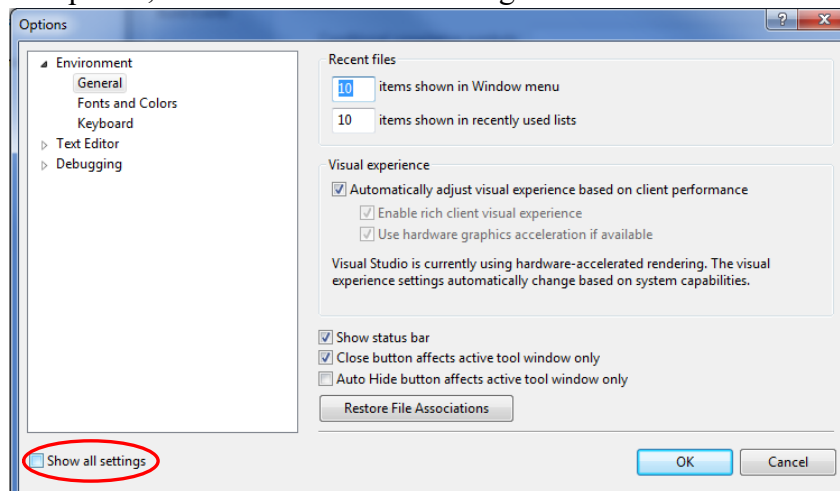 Options
Environment
General
Fonts and Colors
Keyboard
Text Editor
Debugging
Recent files
10 items shown in Window menu
10 items shown in recently used lists
Visual experience
Automatically adjust visual experience based on client performance
Enable rich client visual experience
Use hardware graphics acceleration if available
Visual Studio is currently using hardware-accelerated rendering. The visual
experience settings automatically change based on system capabilities.
Show status bar
Close button affects active tool window only
Auto Hide button affects active tool window only
Restore File Associations
Show all settings
OK Cancel